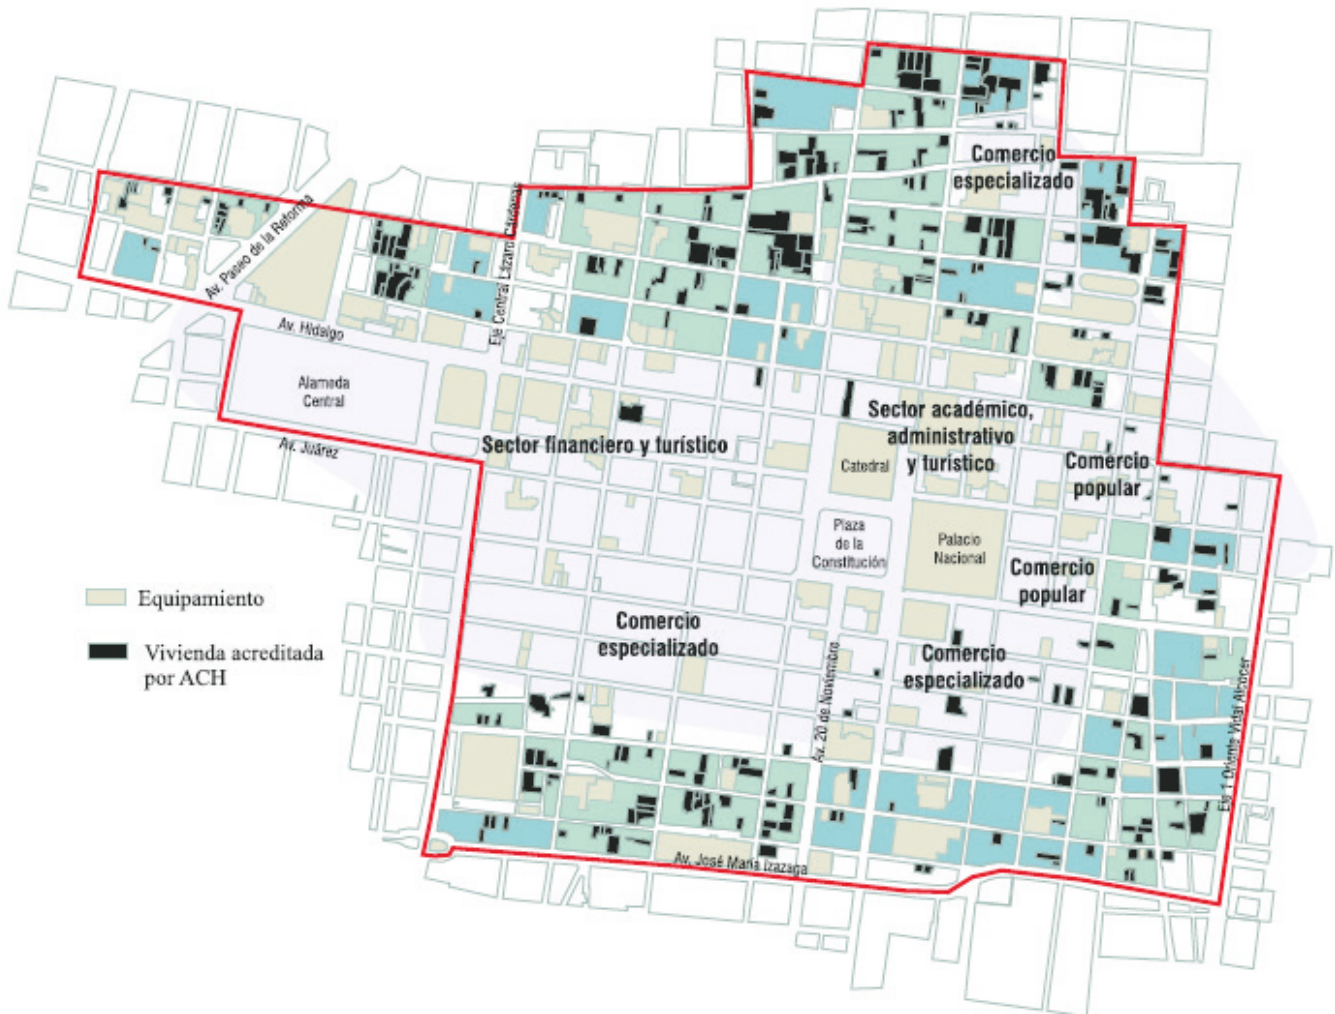 Comercio
especializado
Av. Paseo de la Reforma
Eje Central Lázaro Cárdenas
Av. Hidalgo
Alameda
Central
Av. Juárez
Sector financiero y turístico
Sector académico,
administrativo
y turístico
Catedral
Comercio
popular
Plaza
de la
Constitución
Palacio
Nacional
Comercio
popular
Equipamiento
Vivienda acreditada
por ACH
Comercio
especializado
Comercio
especializado
Av. 20 de Noviembre
Eje 1 Oriente Vidal Alcocer
Av. José María Izazaga